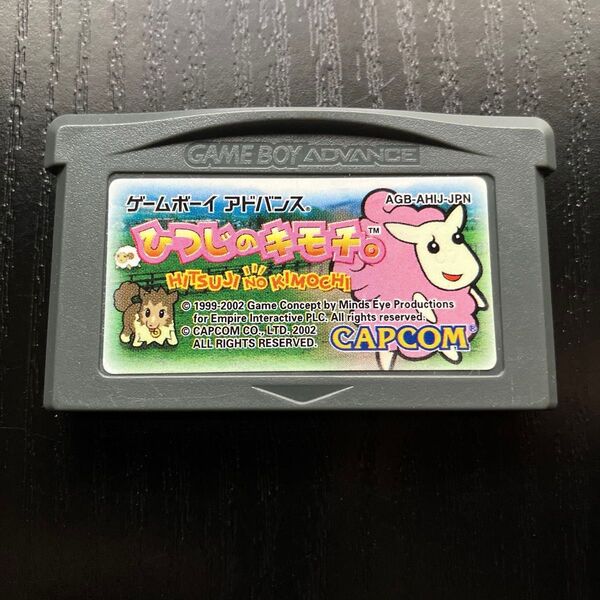 GAME BOY ADVANCE
ゲームボーイ アドバンス®
AGB-AHIJ-JPN
ひつじのキモチ。™
HITSUJI NO KIMOCHI
© 1999-2002 Game Concept by Minds Eye Productions
for Empire Interactive PLC. All rights reserved.
© CAPCOM CO., LTD. 2002
ALL RIGHTS RESERVED.
CAPCOM®